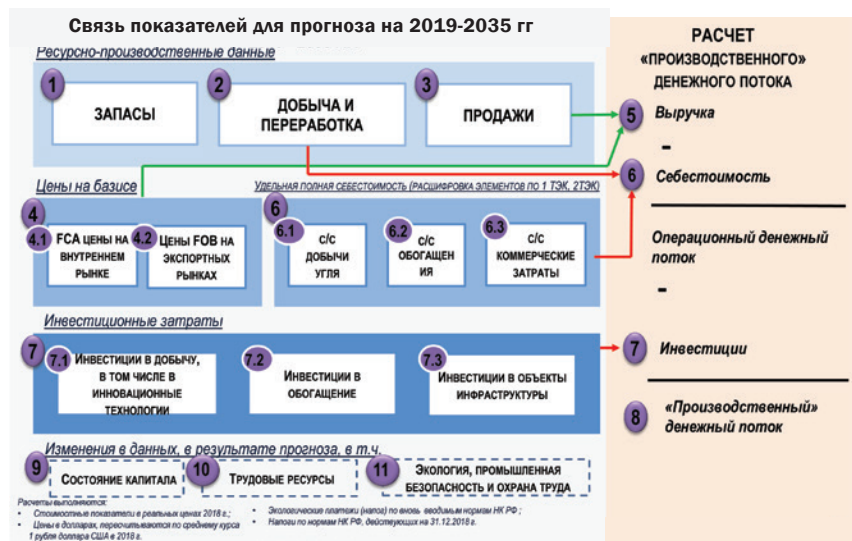 Связь показателей для прогноза на 2019-2035 гг
Ресурсно-производственные данные
1
ЗАПАСЫ
2
ДОБЫЧА И
ПЕРЕРАБОТКА
3
ПРОДАЖИ
Цены на базисе
4
4.1
FCA ЦЕНЫ НА
ВНУТРЕННЕМ
РЫНКЕ
4.2
ЦЕНЫ FOB НА
ЭКСПОРТНЫХ
РЫНКАХ
УДЕЛЬНАЯ ПОЛНАЯ СЕБЕСТОИМОСТЬ (РАСШИФРОВКА ЭЛЕМЕНТОВ ПО 1 ТЭК, 2ТЭК)
6
6.1
С/С
ДОБЫЧИ
УГЛЯ
6.2
С/С
ОБОГАЩЕН
ИЯ
6.3
С/С
КОММЕРЧЕСКИЕ
ЗАТРАТЫ
Инвестиционные затраты
7
7.1
ИНВЕСТИЦИИ В ДОБЫЧУ,
В ТОМ ЧИСЛЕ В
ИННОВАЦИОННЫЕ
ТЕХНОЛОГИИ
7.2
ИНВЕСТИЦИИ В
ОБОГАЩЕНИЕ
7.3
ИНВЕСТИЦИИ В ОБЪЕКТЫ
ИНФРАСТРУКТУРЫ
Изменения в данных, в результате прогноза, в т.ч.
9
СОСТОЯНИЕ КАПИТАЛА
10
ТРУДОВЫЕ РЕСУРСЫ
11
ЭКОЛОГИЯ, ПРОМЫШЛЕННАЯ
БЕЗОПАСНОСТЬ И ОХРАНА ТРУДА
Расчеты выполняются:
• Стоимостные показатели в реальных ценах 2018 г.;
• Цены в долларах, пересчитываются по среднему курса
1 рубля доллара США в 2018 г.
• Экологические платежи (налог) по вновь вводимым нормам НК РФ ;
• Налоги по нормам НК РФ, действующих на 31.12.2018 г.
РАСЧЕТ
«ПРОИЗВОДСТВЕННОГО»
ДЕНЕЖНОГО ПОТОКА
5
Выручка
-
6
Себестоимость
Операционный денежный
поток
-
7
Инвестиции
8
«Производственный»
денежный поток